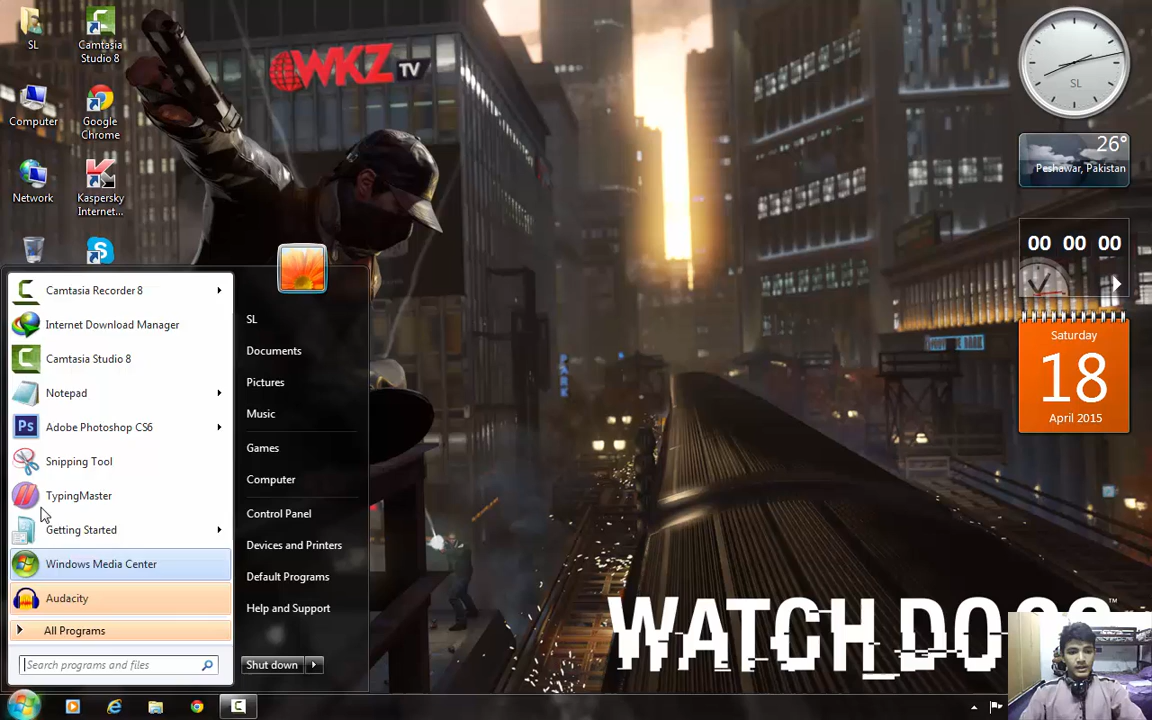 SL
Camtasia
Studio 8
Computer
Google
Chrome
Network
Kaspersky
Internet...
WKZ TV
SL
26°
Peshawar, Pakistan
00 00 00
Saturday
18
April 2015
PARK
Camtasia Recorder 8
Internet Download Manager
Camtasia Studio 8
Notepad
Ps
Adobe Photoshop CS6
Snipping Tool
TypingMaster
Getting Started
Windows Media Center
Audacity
All Programs
Search programs and files
SL
Documents
Pictures
Music
Games
Computer
Control Panel
Devices and Printers
Default Programs
Help and Support
Shut down
WATCH_DOGS™